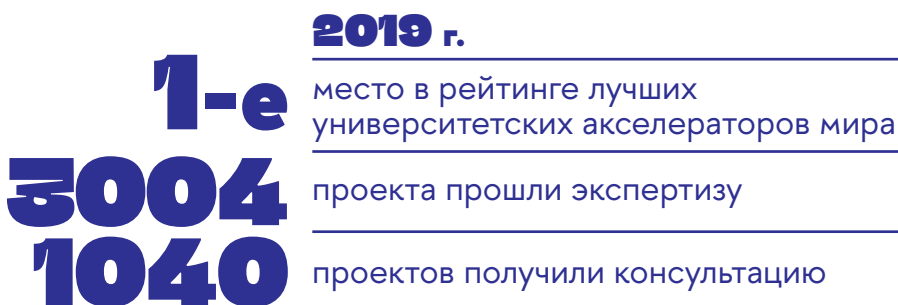 2019 г.
1-е
место в рейтинге лучших
университетских акселераторов мира
3004
проекта прошли экспертизу
1040
проектов получили консультацию